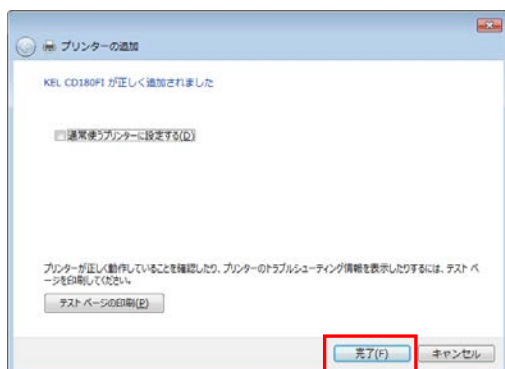 プリンターの追加
KEL CD180FI が正しく追加されました
通常使うプリンターに設定する(D)
プリンターが正しく動作していることを確認したり、プリンターのトラブルシューティング情報を表示したりするには、テスト ペ
ージを印刷してください。
テスト ページの印刷(P)
完了(F)
キャンセル